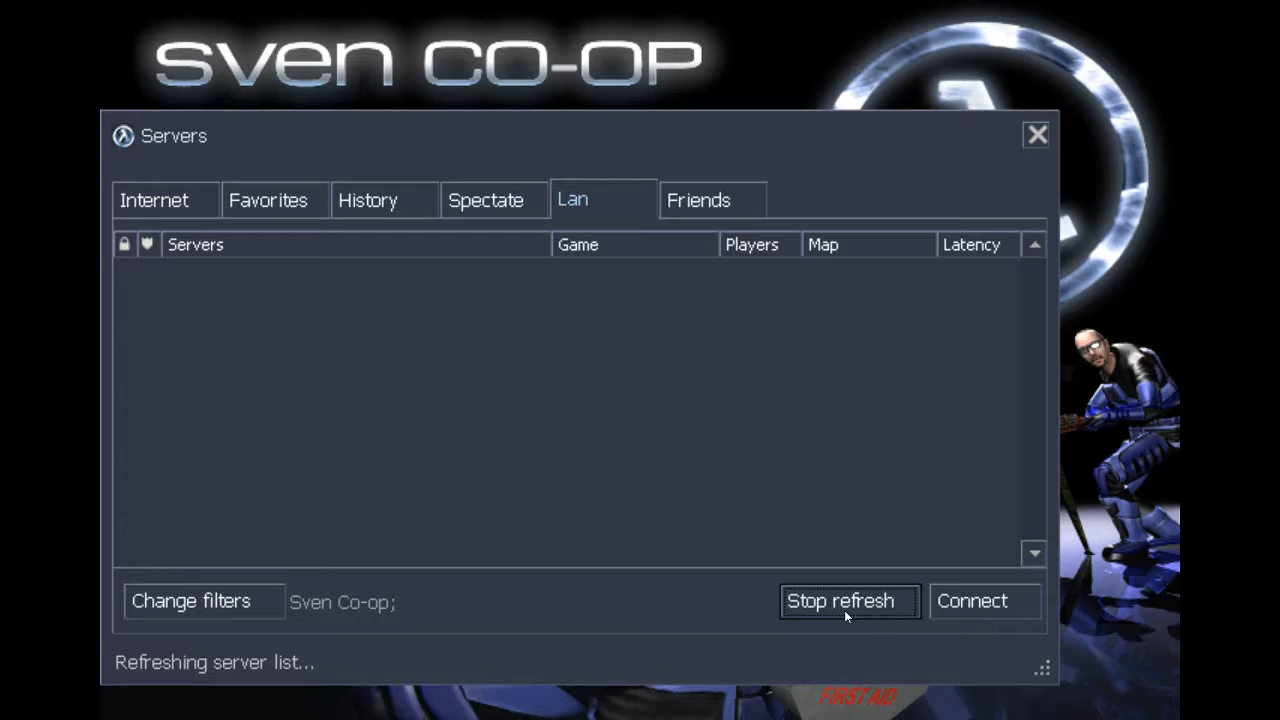 sven co-op
Servers
Internet Favorites History Spectate Lan Friends
Servers Game Players Map Latency
Change filters Sven Co-op; Stop refresh Connect
Refreshing server list...
FIRST AID